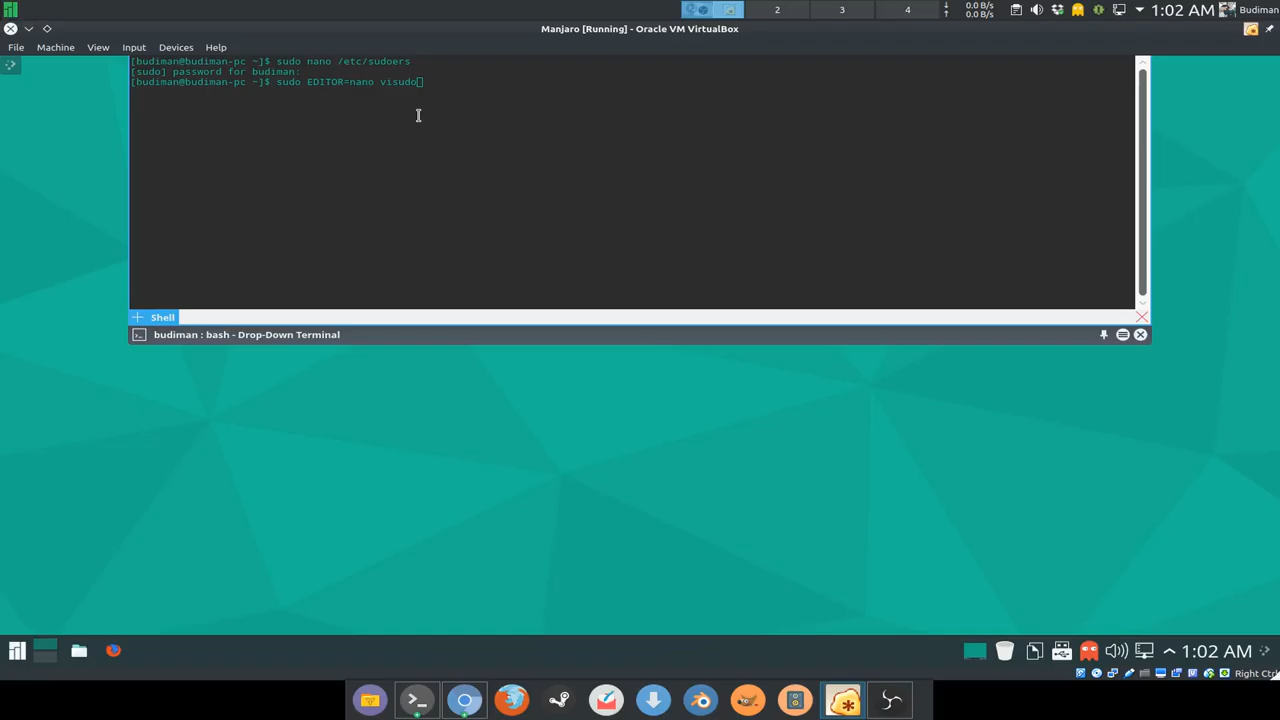 2
3
4
0.0 B/s
0.0 B/s
1:02 AM
Budiman
Manjaro [Running] - Oracle VM VirtualBox
File Machine View Input Devices Help
[budiman@budiman-pc ~]$ sudo nano /etc/sudoers
[sudo] password for budiman:
[budiman@budiman-pc ~]$ sudo EDITOR=nano visudo
Shell
budiman : bash - Drop-Down Terminal
1:02 AM
Right Ctrl